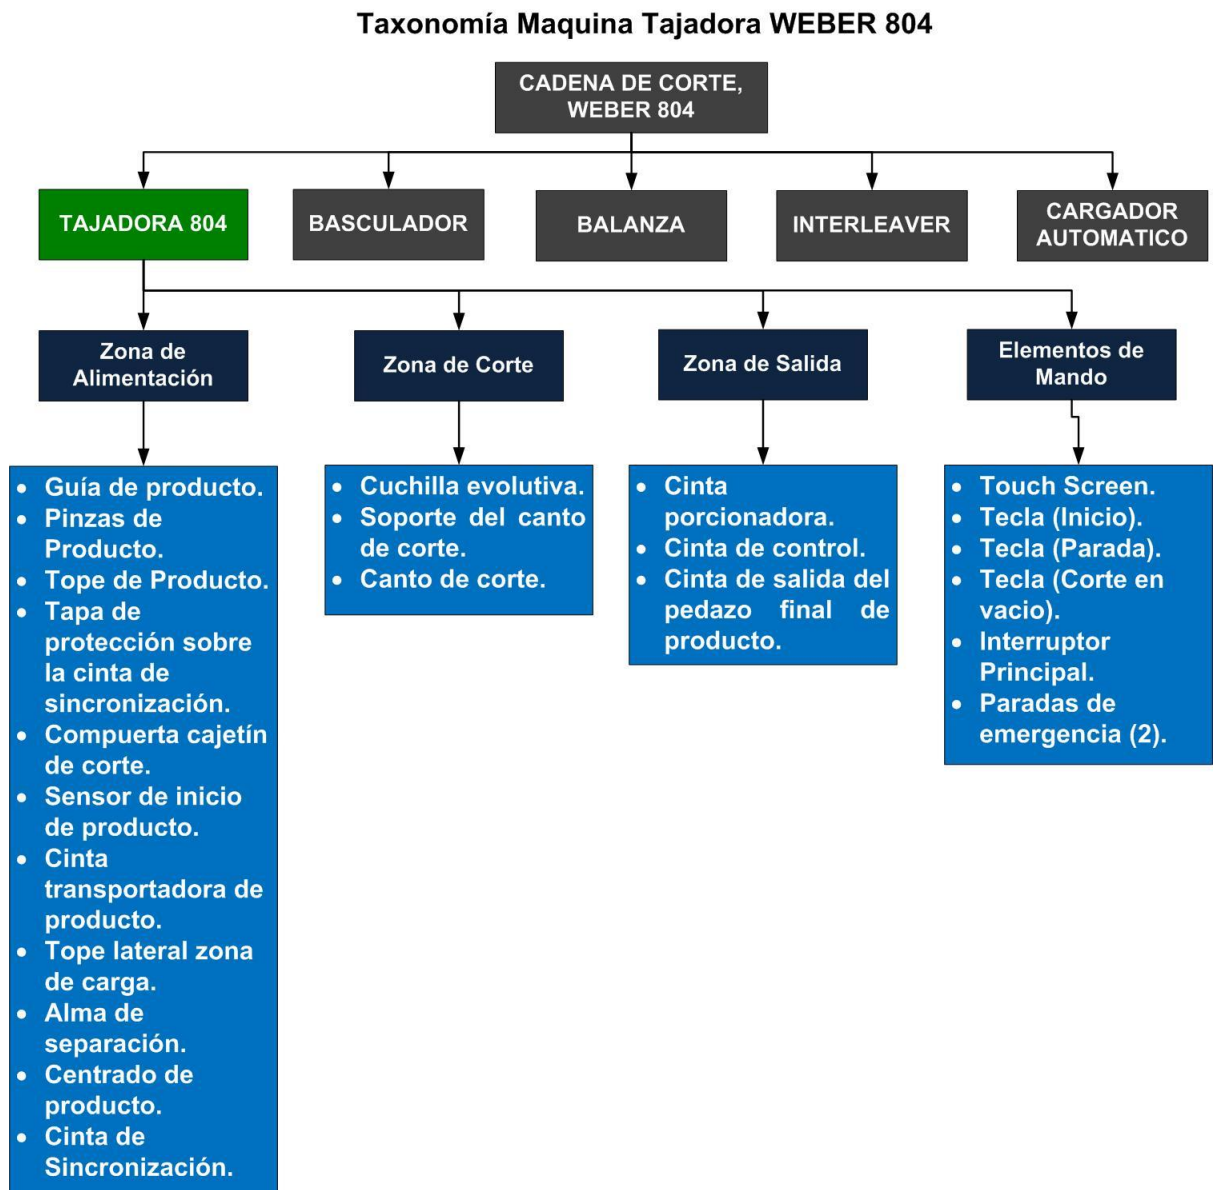 Taxonomía Maquina Tajadora WEBER 804
CADENA DE CORTE,
WEBER 804
TAJADORA 804
BASCULADOR
BALANZA
INTERLEAVER
CARGADOR
AUTOMATICO
Zona de
Alimentación
Zona de Corte
Zona de Salida
Elementos de
Mando
• Guía de producto.
• Pinzas de
Producto.
• Tope de Producto.
• Tapa de
protección sobre
la cinta de
sincronización.
• Compuerta cajetín
de corte.
• Sensor de inicio
de producto.
• Cinta
transportadora de
producto.
• Tope lateral zona
de carga.
• Alma de
separación.
• Centrado de
producto.
• Cinta de
Sincronización.
• Cuchilla evolutiva.
• Soporte del canto
de corte.
• Canto de corte.
• Cinta
porcionadora.
• Cinta de control.
• Cinta de salida del
pedazo final de
producto.
• Touch Screen.
• Tecla (Inicio).
• Tecla (Parada).
• Tecla (Corte en
vacio).
• Interruptor
Principal.
• Paradas de
emergencia (2).